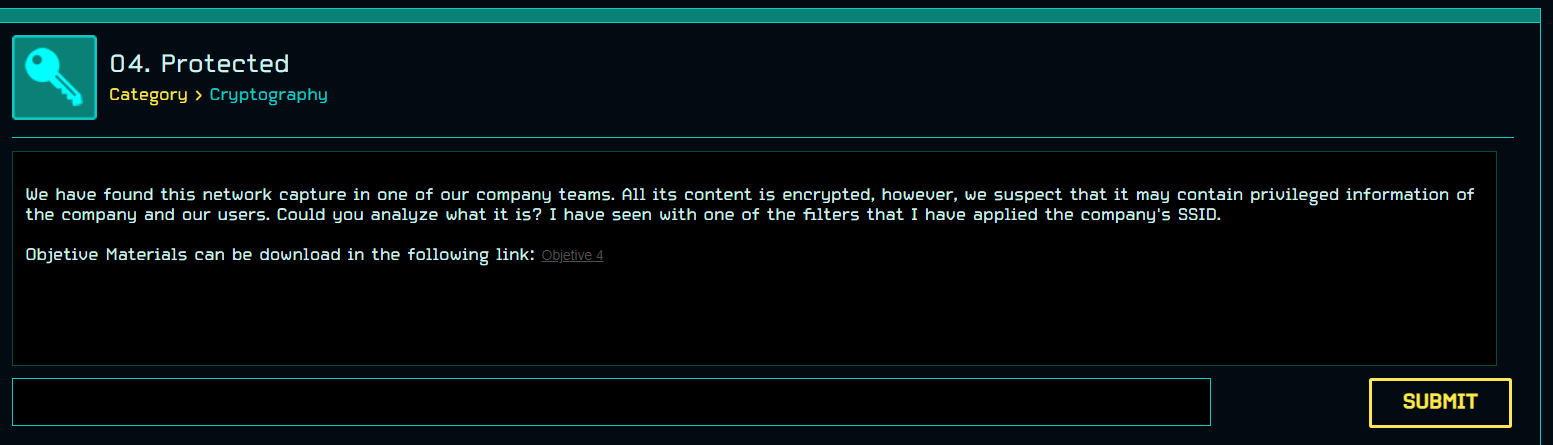 04. Protected
Category > Cryptography
We have found this network capture in one of our company teams. All its content is encrypted, however, we suspect that it may contain privileged information of
the company and our users. Could you analyze what it is? I have seen with one of the filters that I have applied the company's SSID.
Objetive Materials can be download in the following link: Objetive 4
SUBMIT